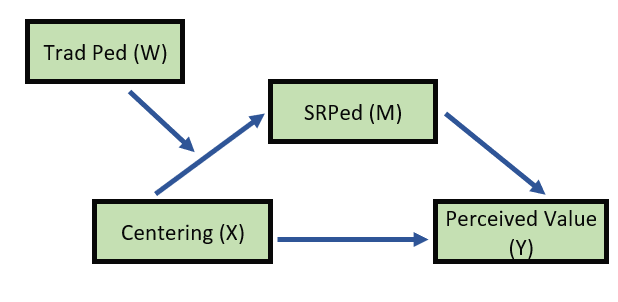 Trad Ped (W)
SRPed (M)
Centering (X)
Perceived Value
(Y)